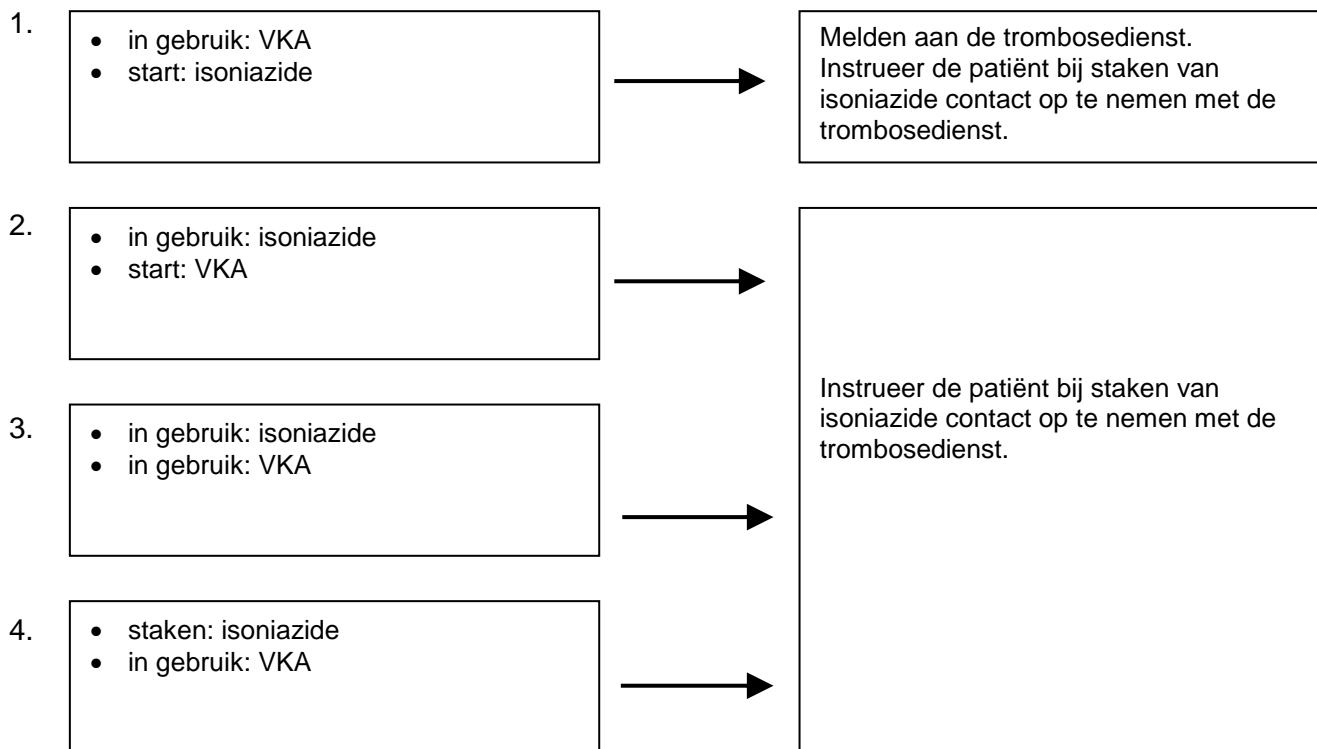 1.
• in gebruik: VKA
• start: isoniazide
Melden aan de trombosedienst.
Instrueer de patiënt bij staken van
isoniazide contact op te nemen met de
trombosedienst.
2.
• in gebruik: isoniazide
• start: VKA
3.
• in gebruik: isoniazide
• in gebruik: VKA
Instrueer de patiënt bij staken van
isoniazide contact op te nemen met de
trombosedienst.
4.
• staken: isoniazide
• in gebruik: VKA